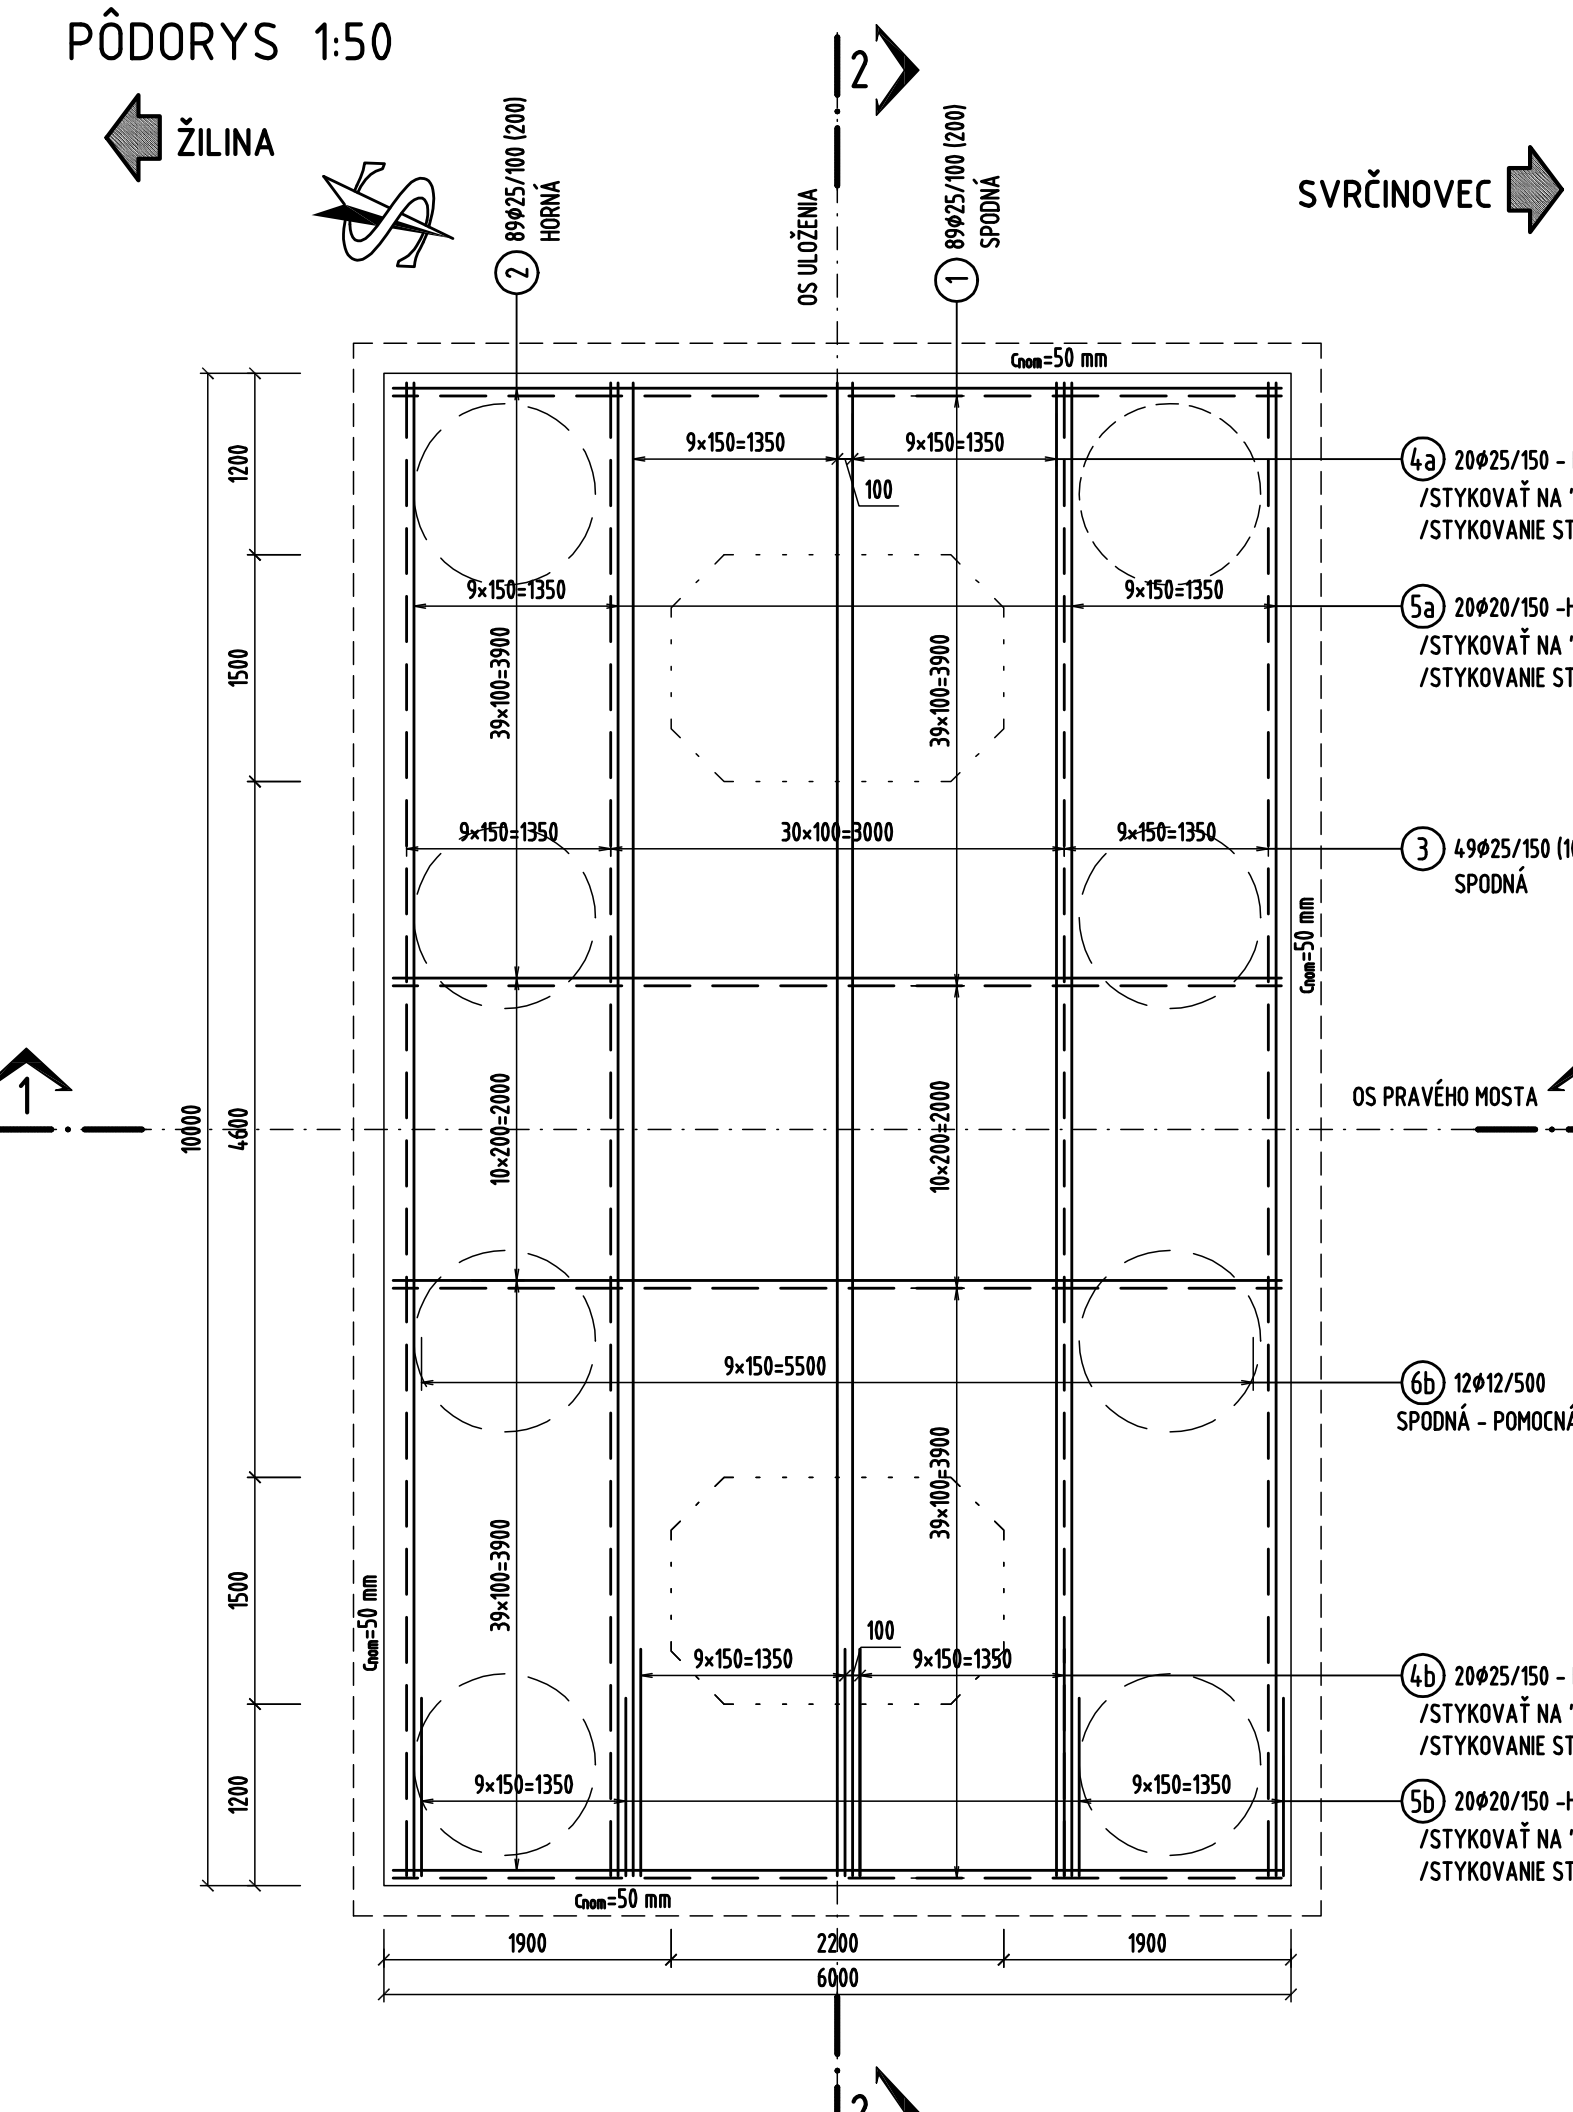 PÔDORYS 1:50
2
ŽILINA
SVRČINOVEC
2 89ϕ25/100 (200)
HORNÁ
OS ULOŽENIA
1 89ϕ25/100 (200)
SPODNÁ
Cnom=50 mm
9×150=1350
9×150=1350
100
4a 20ϕ25/150 -
/STYKOVAŤ NA "
/STYKOVANIE ST
1200
9×150=1350
9×150=1350
5a 20ϕ20/150 -H
/STYKOVAŤ NA "
/STYKOVANIE ST
1500
39×100=3900
39×100=3900
9×150=1350
30×100=3000
9×150=1350
3 49ϕ25/150 (10
SPODNÁ
Cnom=50 mm
1
OS PRAVÉHO MOSTA
10000
4600
10×200=2000
10×200=2000
9×150=5500
6b 12ϕ12/500
SPODNÁ - POMOCNÁ
39×100=3900
39×100=3900
1500
Cnom=50 mm
100
9×150=1350
9×150=1350
4b 20ϕ25/150 -
/STYKOVAŤ NA "
/STYKOVANIE ST
1200
9×150=1350
9×150=1350
5b 20ϕ20/150 -H
/STYKOVAŤ NA "
/STYKOVANIE ST
Cnom=50 mm
1900
2200
1900
6000
2